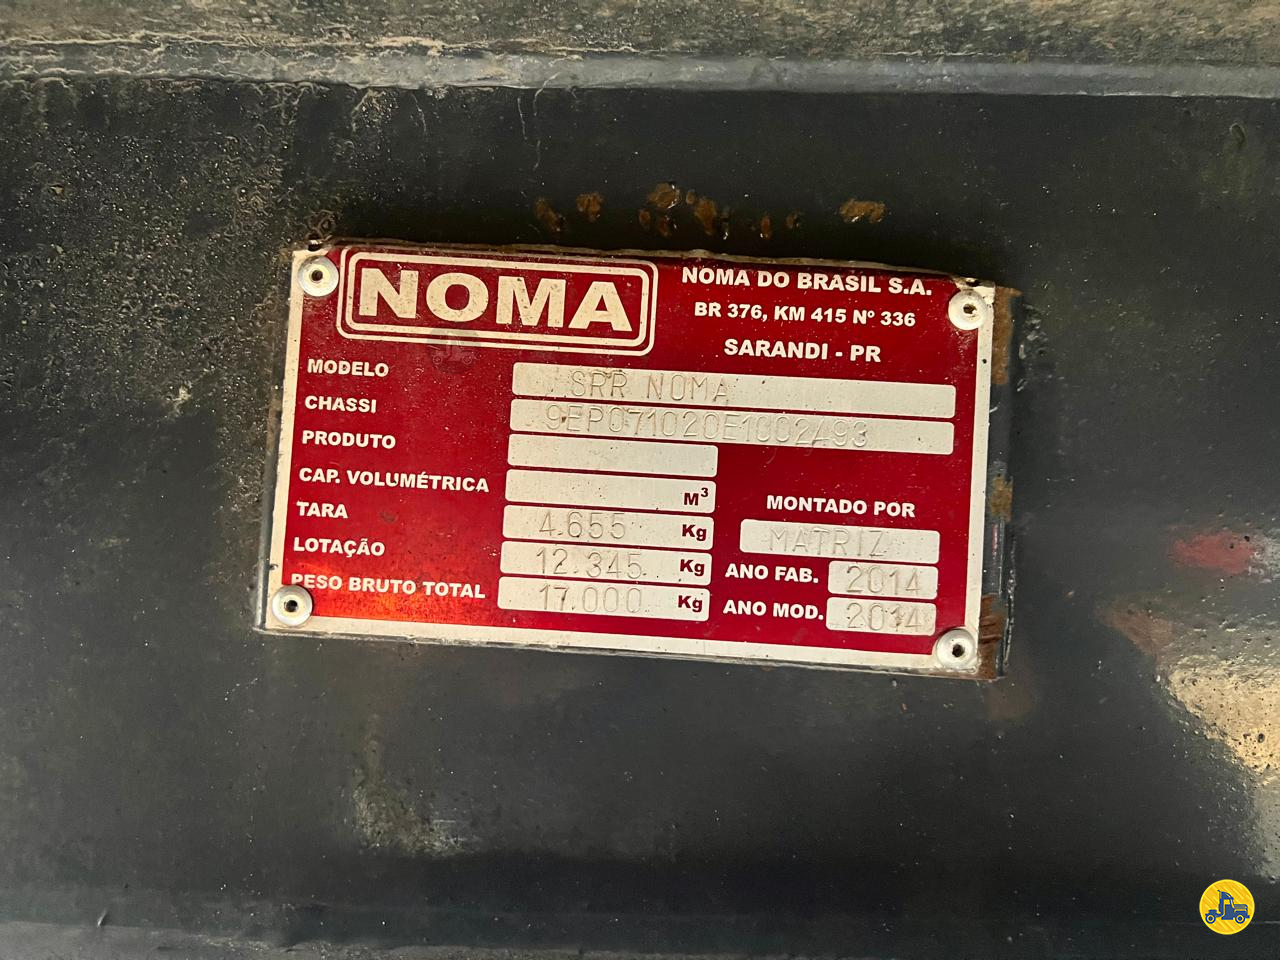 NOMA
NOMA DO BRASIL S.A.
BR 376, KM 415 Nº 336
SARANDI - PR
MODELO SRR NOMA
CHASSI 9EP071020E1002493
PRODUTO
CAP. VOLUMÉTRICA M³
TARA 4.655 Kg
LOTAÇÃO 12.345 Kg
PESO BRUTO TOTAL 17.000 Kg
MONTADO POR
MATRIZ
ANO FAB. 2014
ANO MOD. 2014